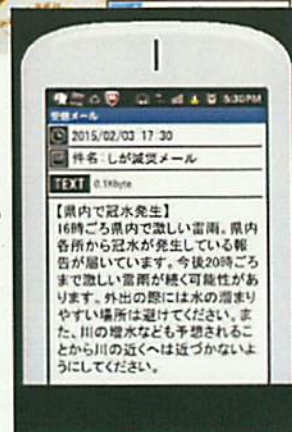 5:30PM
受信メール
2015/02/03 17:30
件名:しが減災メール
TEXT 0.1Kbyte
【県内で冠水発生】
16時ごろ県内で激しい雷雨。県内
各所から冠水が発生している報
告が届いています。今後20時ごろ
まで激しい雷雨が続く可能性があ
ります。外出の際には水の溜まり
やすい場所は避けてください。ま
た、川の増水なども予想されるこ
とから川の近くへは近づかないよ
うにしてください。